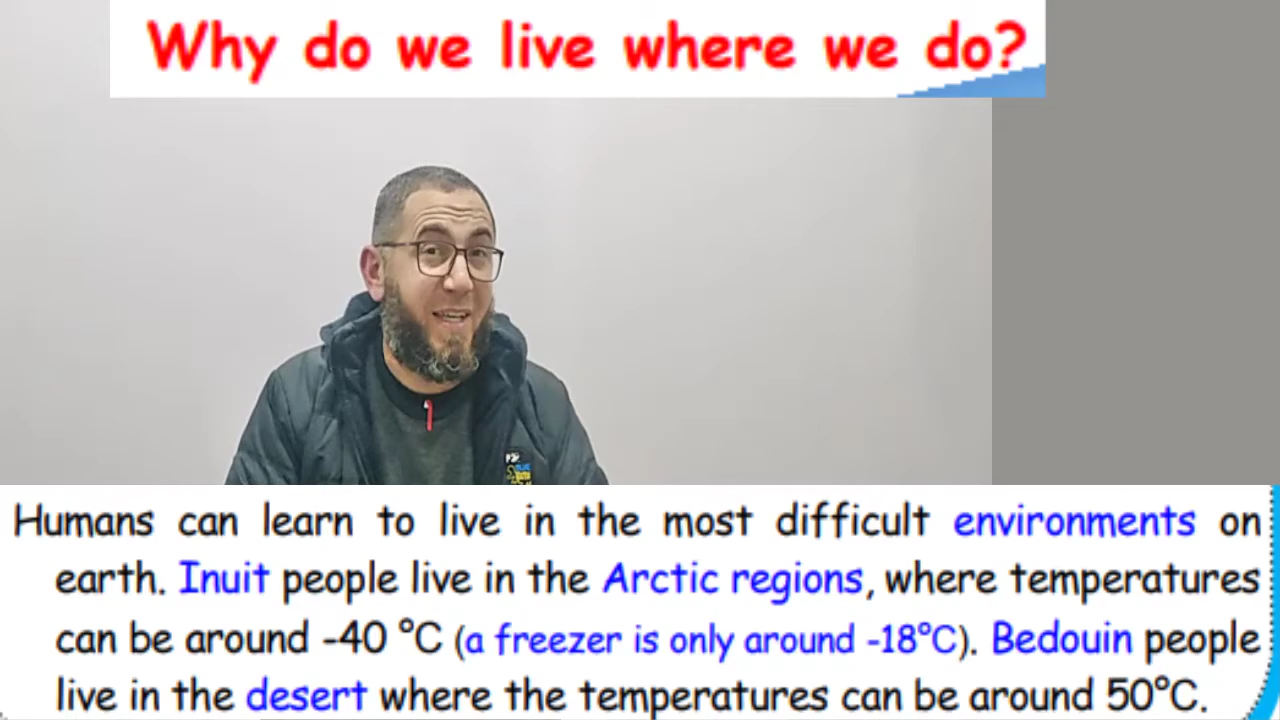 Why do we live where we do?
Humans can learn to live in the most difficult environments on
earth. Inuit people live in the Arctic regions, where temperatures
can be around -40 °C (a freezer is only around -18°C). Bedouin people
live in the desert where the temperatures can be around 50°C.